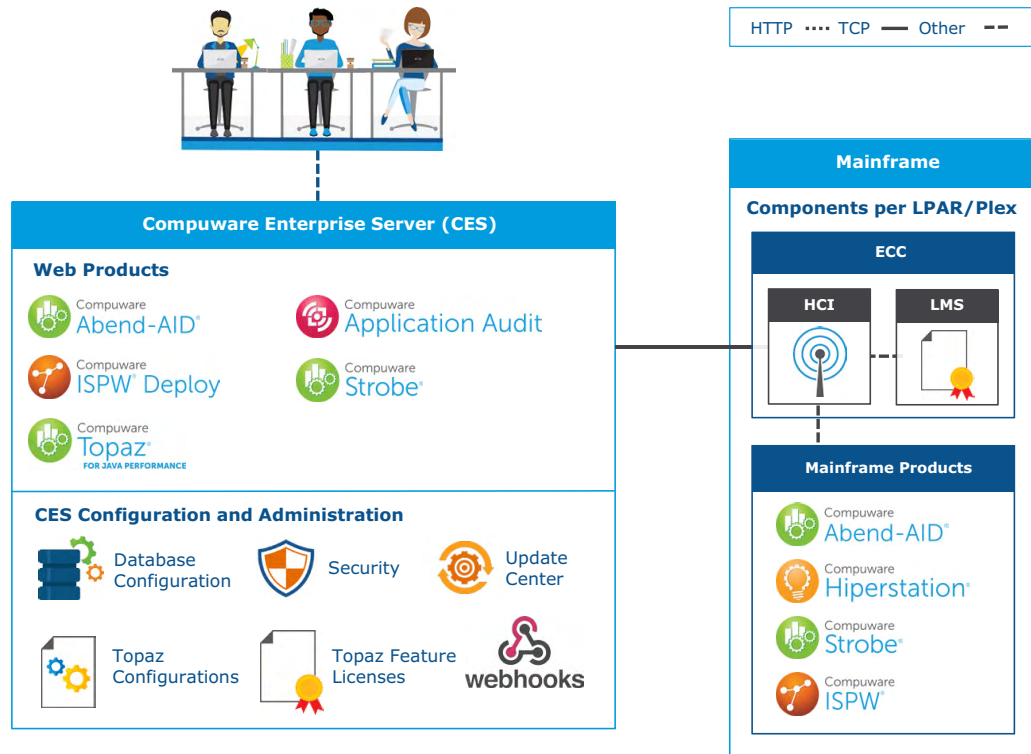 HTTP TCP Other
Compuware Enterprise Server (CES)
Web Products
Compuware
Abend-AID®
Compuware
Application Audit
Compuware
ISPW® Deploy
Compuware
Strobe®
Compuware
Topaz®
FOR JAVA PERFORMANCE
CES Configuration and Administration
Database
Configuration
Security
Update
Center
Topaz
Configurations
Topaz Feature
Licenses
webhooks
Mainframe
Components per LPAR/Plex
ECC
HCI
LMS
Mainframe Products
Compuware
Abend-AID®
Compuware
Hiperstation®
Compuware
Strobe®
Compuware
ISPW®